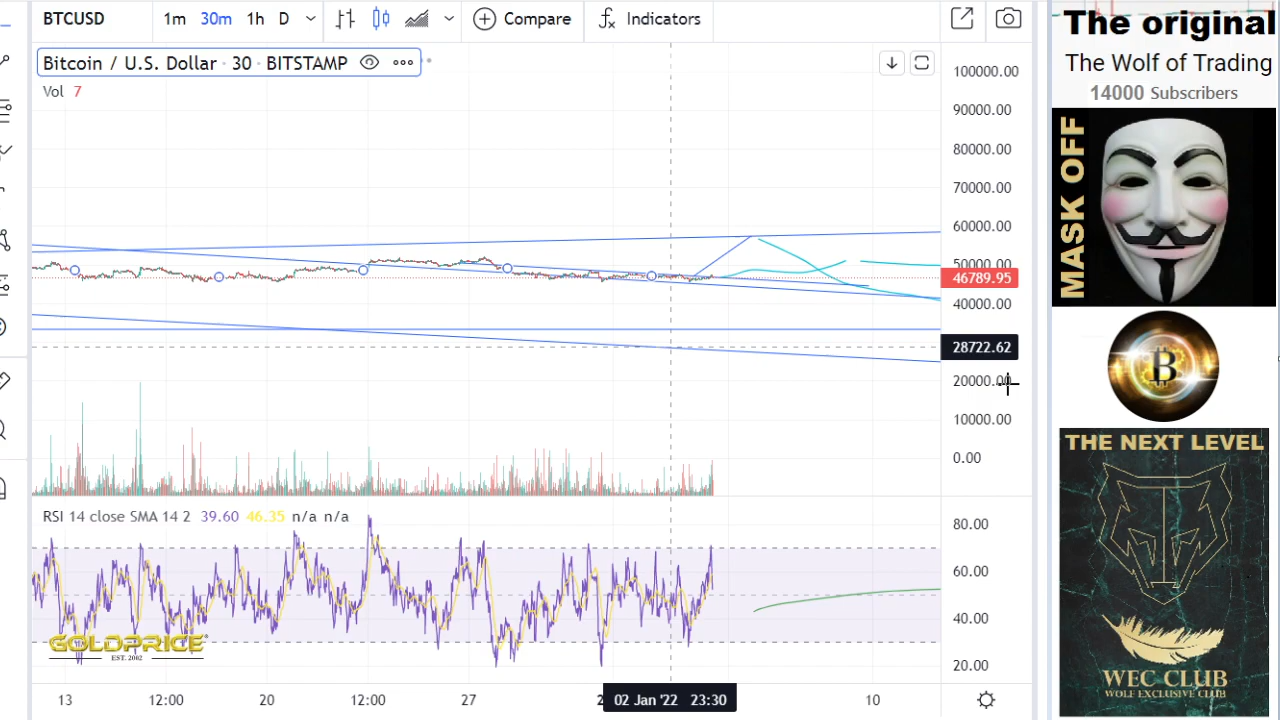 BTCUSD
1m 30m 1h D
Compare
Indicators
Bitcoin / U.S. Dollar · 30 · BITSTAMP
Vol 7
100000.00
90000.00
80000.00
70000.00
60000.00
50000.00
46789.95
40000.00
28722.62
20000.00
10000.00
0.00
RSI 14 close SMA 14 2 39.60 46.35 n/a n/a
80.00
60.00
40.00
20.00
GOLDPRICE
EST. 2002
13 12:00 20 12:00 27 02 Jan '22 23:30 10
The original
The Wolf of Trading
14000 Subscribers
MASK OFF
THE NEXT LEVEL
WEC CLUB
WOLF EXCLUSIVE CLUB